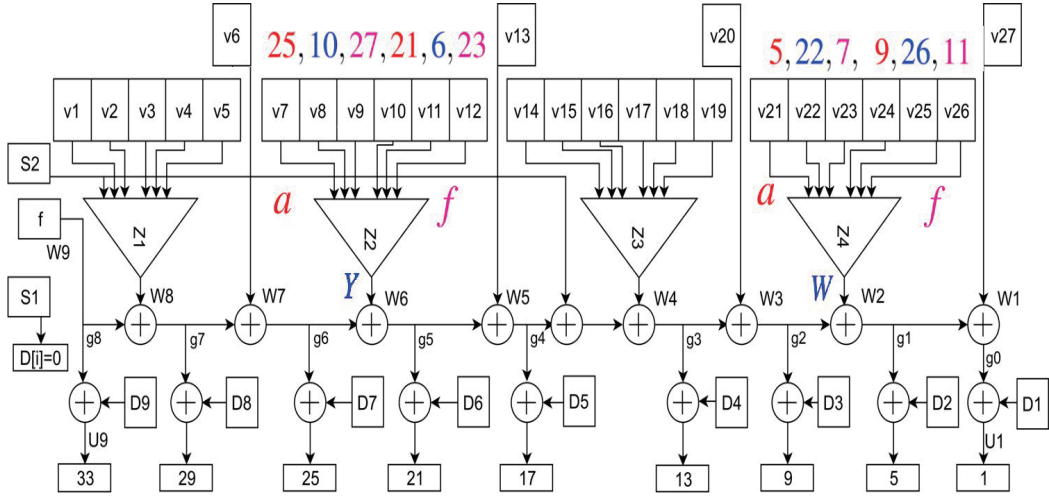 v6 25, 10, 27, 21, 6, 23 v13 v20 5, 22, 7, 9, 26, 11 v27
v1 v2 v3 v4 v5 v7 v8 v9 v10 v11 v12 v14 v15 v16 v17 v18 v19 v21 v22 v23 v24 v25 v26
S2
a f a f
f Z1 Z2 Z3 Z4
W9
S1 W8 W7 Y W6 W5 W4 W3 W W2 W1
g8 g7 g6 g5 g4 g3 g2 g1 g0
D[i]=0
D9 D8 D7 D6 D5 D4 D3 D2 D1
U9 U1
33 29 25 21 17 13 9 5 1